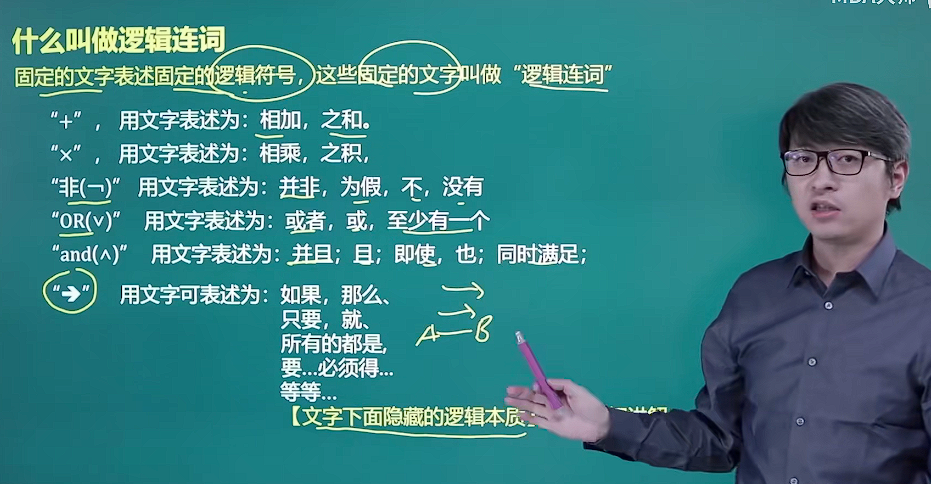 MBA大师
什么叫做逻辑连词
固定的文字表述固定的逻辑符号，这些固定的文字叫做“逻辑连词”
“+”，用文字表述为：相加，之和。
“×”，用文字表述为：相乘，之积，
“非(¬)” 用文字表述为：并非，为假，不，没有
“OR(∨)” 用文字表述为：或者，或，至少有一个
“and(∧)” 用文字表述为：并且；且；即使，也；同时满足；
“➔” 用文字可表述为：如果，那么、
只要，就、
所有的都是,
要…必须得…
等等…
A → B
【文字下面隐藏的逻辑本质